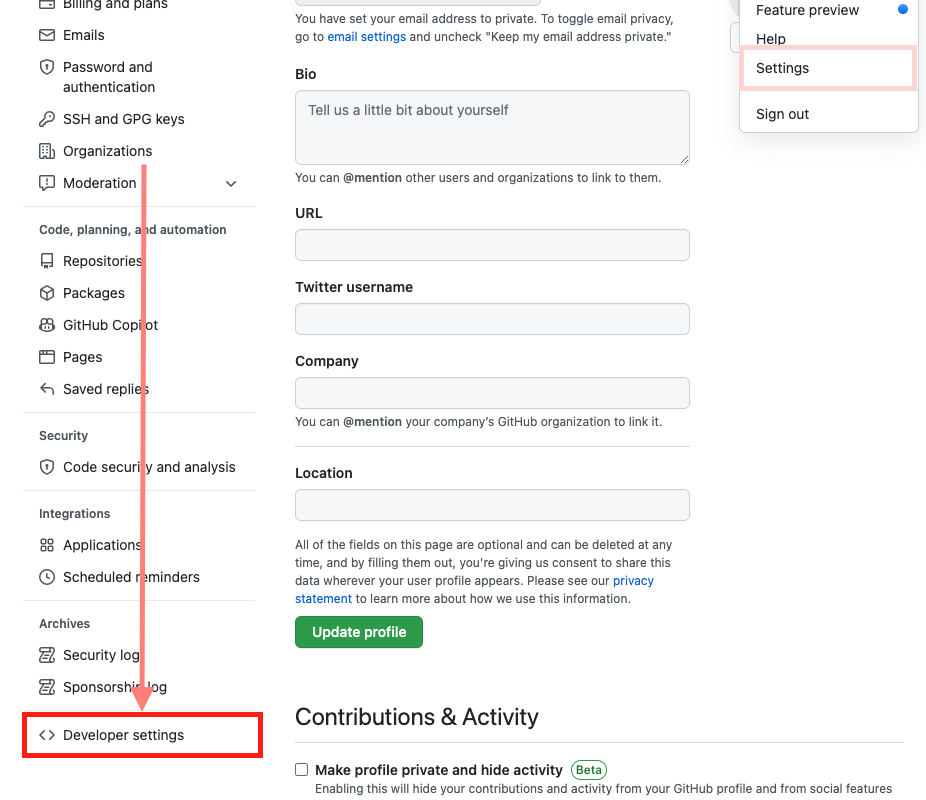 Billing and plans
Emails
Password and
authentication
SSH and GPG keys
Organizations
Moderation
Code, planning, and automation
Repositories
Packages
GitHub Copilot
Pages
Saved replies
Security
Code security and analysis
Integrations
Applications
Scheduled reminders
Archives
Security log
Sponsorship log
Developer settings
You have set your email address to private. To toggle email privacy,
go to email settings and uncheck "Keep my email address private."
Bio
Tell us a little bit about yourself
You can @mention other users and organizations to link to them.
URL
Twitter username
Company
You can @mention your company's GitHub organization to link it.
Location
All of the fields on this page are optional and can be deleted at any
time, and by filling them out, you're giving us consent to share this
data wherever your user profile appears. Please see our privacy
statement to learn more about how we use this information.
Update profile
Contributions & Activity
Make profile private and hide activity Beta
Enabling this will hide your contributions and activity from your GitHub profile and from social features
Feature preview
Help
Settings
Sign out